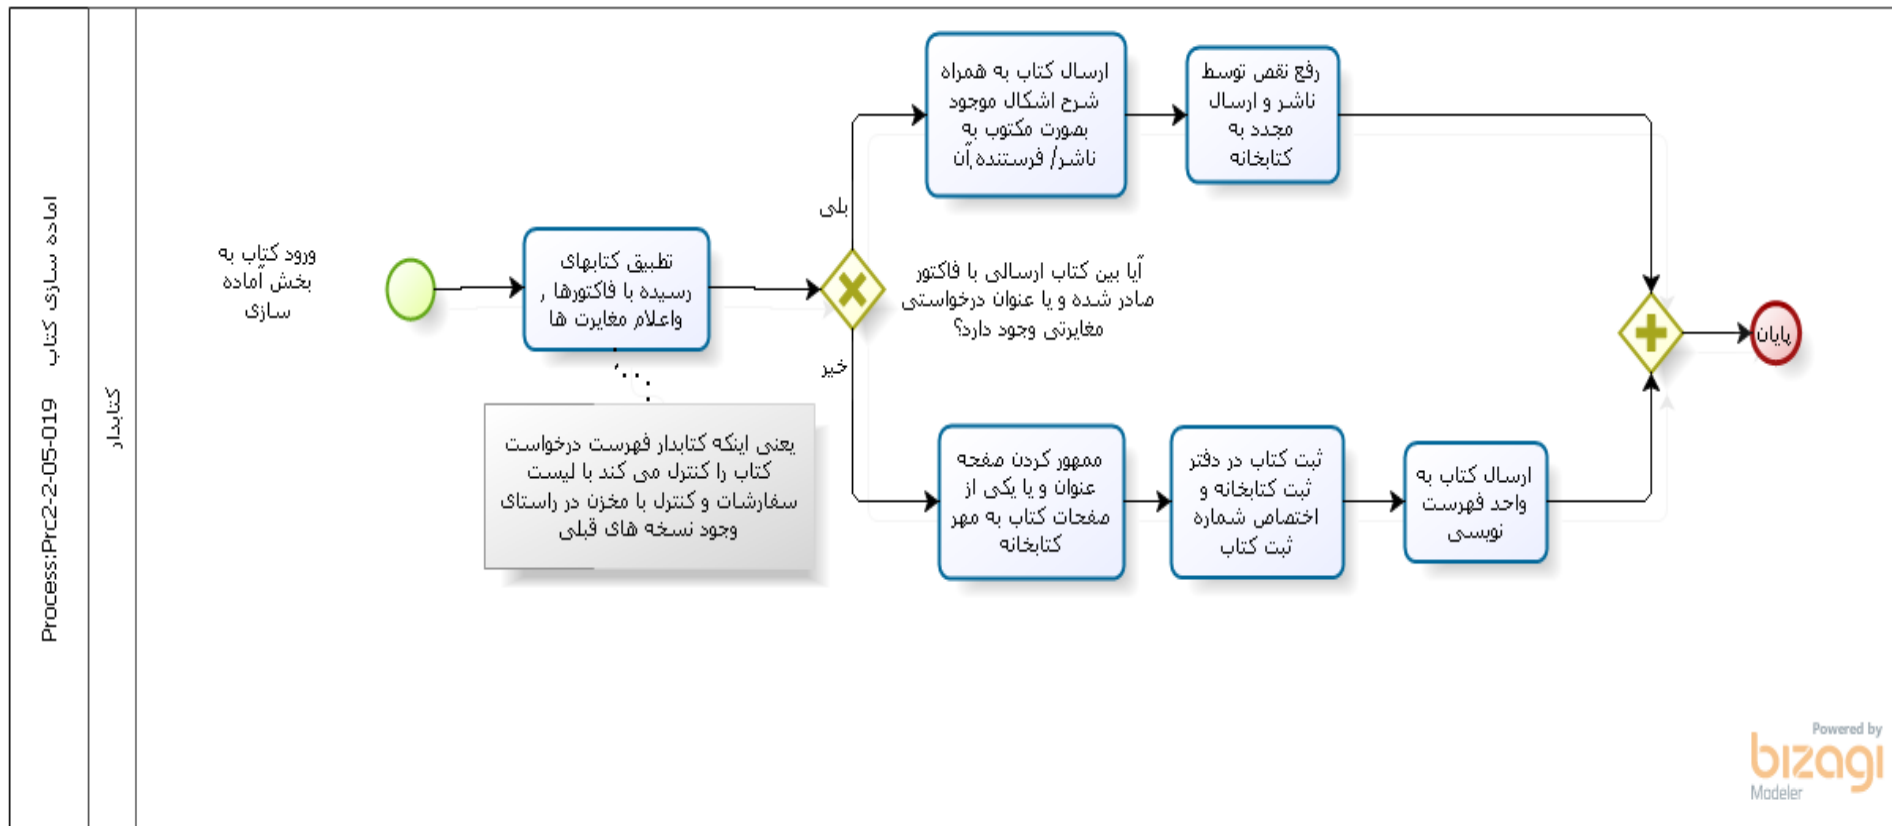 Process:Prc2-2-05-019 اماده سازی کتاب
کتابدار
ورود کتاب به
بخش آماده
سازی
تطبیق کتابهای
رسیده با فاکتورها ,
واعلام مغایرت ها
یعنی اینکه کتابدار فهرست درخواست
کتاب را کنترل می کند با لیست
سفارشات و کنترل با مخزن در راستای
وجود نسخه های قبلی
بلی
خیر
آیا بین کتاب ارسالی با فاکتور
صادر شده و یا عنوان درخواستی
مغایرتی وجود دارد؟
ارسال کتاب به همراه
شرح اشکال موجود
بصورت مکتوب به
ناشر/ فرستنده آن
رفع نقص توسط
ناشر و ارسال
مجدد به
کتابخانه
ممهور کردن صفحه
عنوان و یا یکی از
صفحات کتاب به مهر
کتابخانه
ثبت کتاب در دفتر
ثبت کتابخانه و
اختصاص شماره
ثبت کتاب
ارسال کتاب به
واحد فهرست
نویسی
پایان
Powered by
bizagi
Modeler